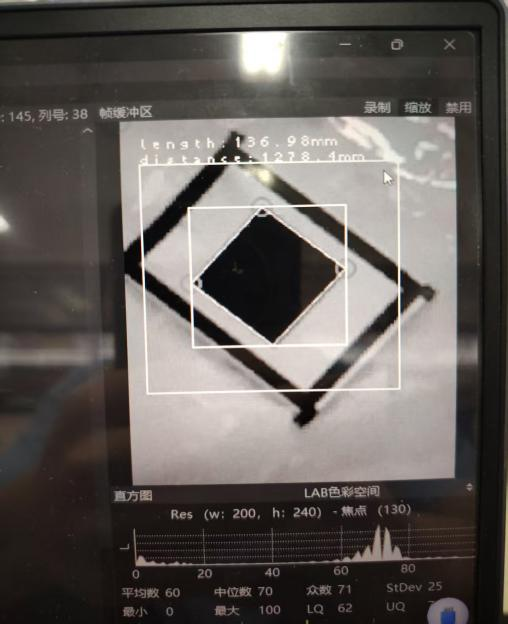 : 145, 列号: 38 帧缓冲区 录制 缩放 禁用
length:136.98mm
distance:1278.4mm
直方图 LAB色彩空间
Res (w: 200, h: 240) - 焦点 (130)
L
0 20 40 60 80
平均数 60 中位数 70 众数 71 StDev 25
最小 0 最大 100 LQ 62 UQ